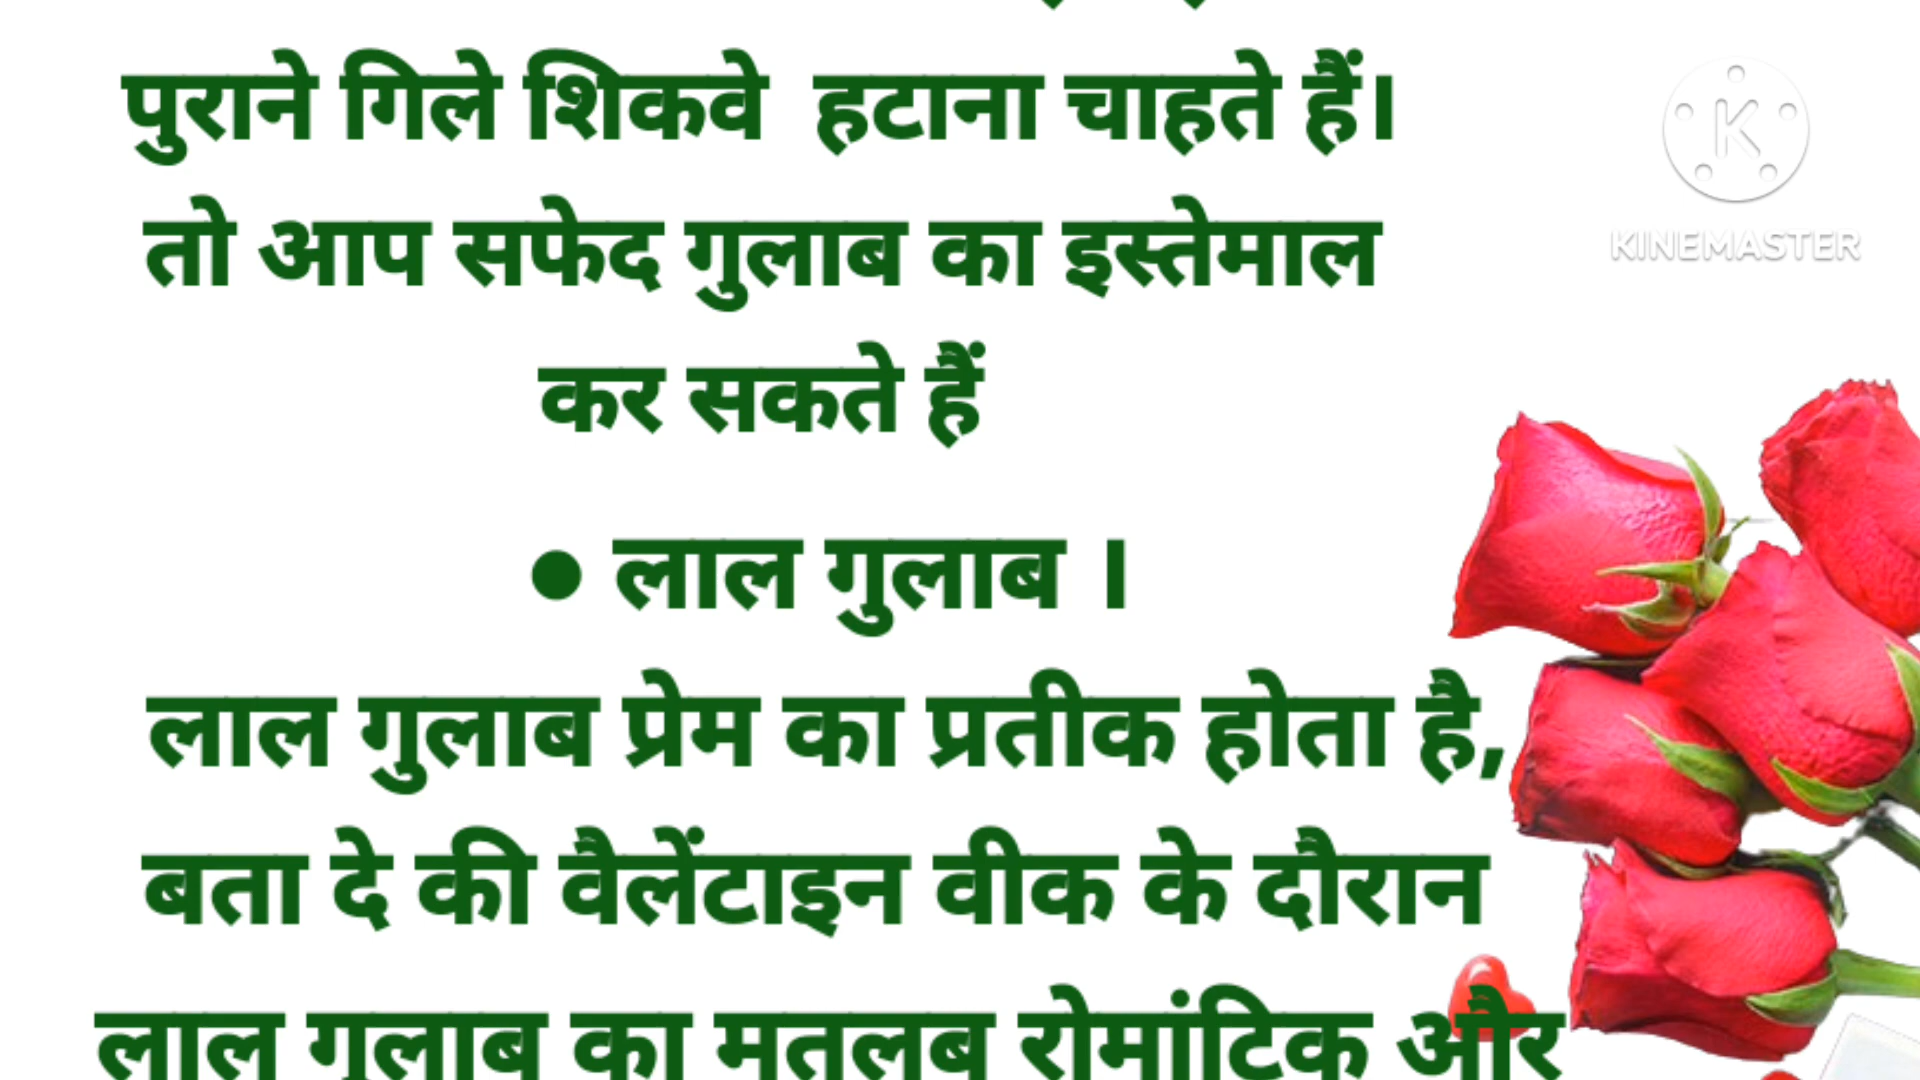 पुराने गिले शिकवे हटाना चाहते हैं।
तो आप सफेद गुलाब का इस्तेमाल
कर सकते हैं
● लाल गुलाब ।
लाल गुलाब प्रेम का प्रतीक होता है,
बता दे की वैलेंटाइन वीक के दौरान
लाल गुलाब का मतलब रोमांटिक और
K
KINEMASTER